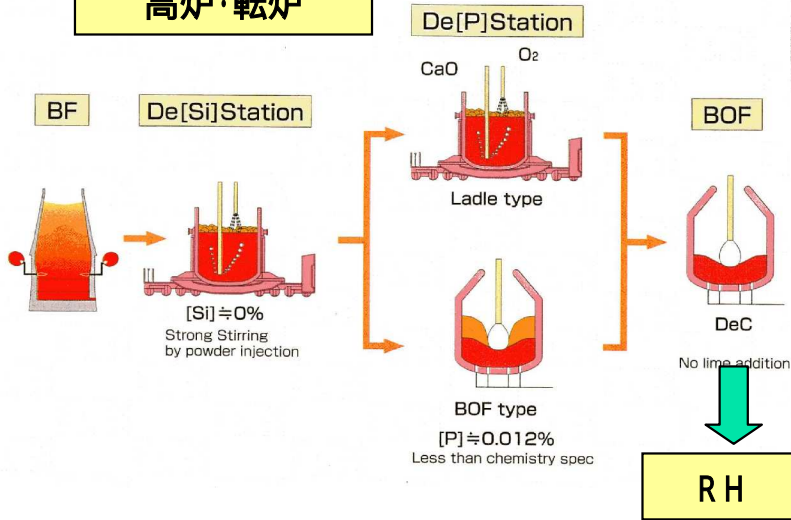 高炉・転炉
De[P]Station
CaO
O₂
BF
De[Si]Station
BOF
Ladle type
[Si]≒0%
Strong Stirring
by powder injection
DeC
No lime addition
BOF type
[P]≒0.012%
Less than chemistry spec
RH